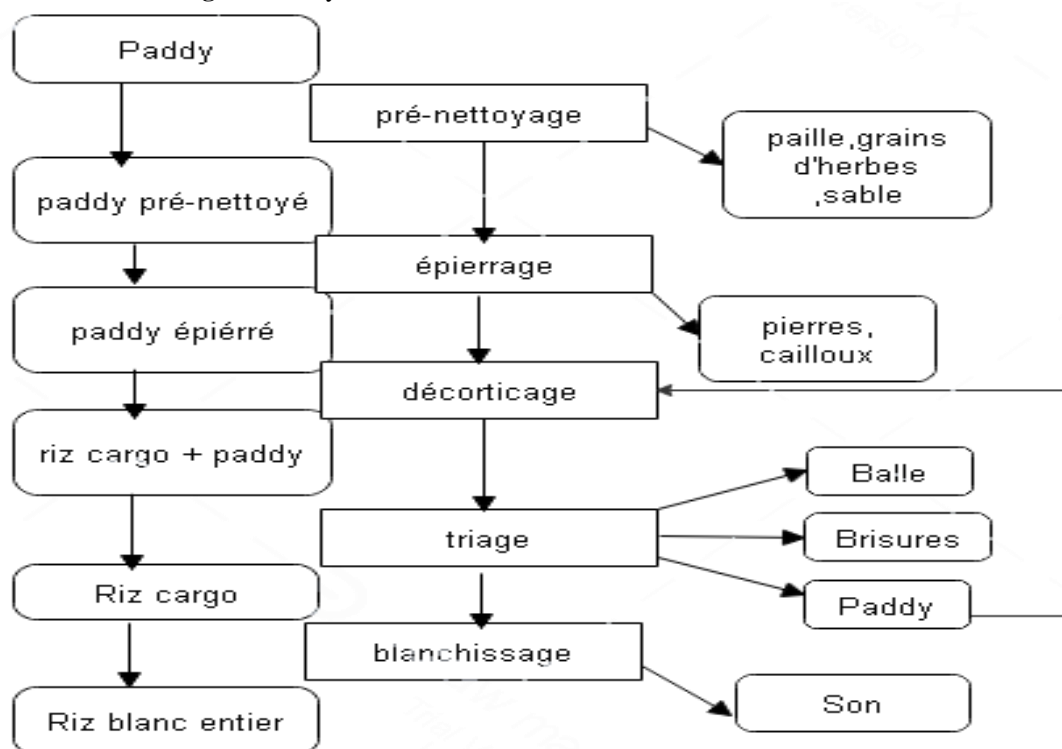 Paddy
pré-nettoyage
paille,grains
d'herbes
,sable
paddy pré-nettoyé
épierrage
paddy épiérré
pierres,
cailloux
décorticage
riz cargo + paddy
Balle
triage
Brisures
Riz cargo
Paddy
blanchissage
Riz blanc entier
Son